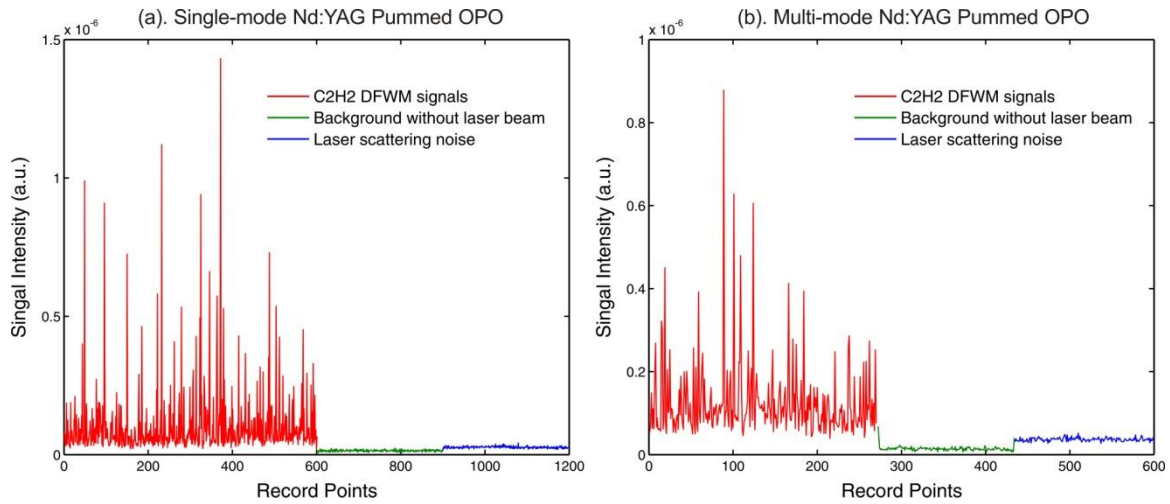 (a). Single-mode Nd:YAG Pummed OPO
x 10^-6
1.5
1
0.5
0
Singal Intensity (a.u.)
C2H2 DFWM signals
Background without laser beam
Laser scattering noise
0 200 400 600 800 1000 1200
Record Points
(b). Multi-mode Nd:YAG Pummed OPO
x 10^-6
1
0.8
0.6
0.4
0.2
0
Singal Intensity (a.u.)
C2H2 DFWM signals
Background without laser beam
Laser scattering noise
0 100 200 300 400 500 600
Record Points